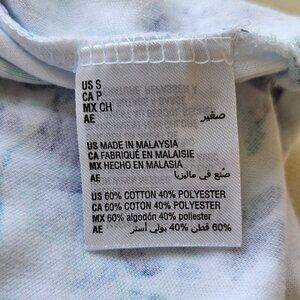 US S
CA P
MX CH
AE صغير
US MADE IN MALAYSIA
CA FABRIQUÉ EN MALAISIE
MX HECHO EN MALASIA
AE صنع في ماليزيا
US 60% COTTON 40% POLYESTER
CA 60% COTON 40% POLYESTER
MX 60% algodón 40% poliester
AE 60% قطن 40% بولي أستر